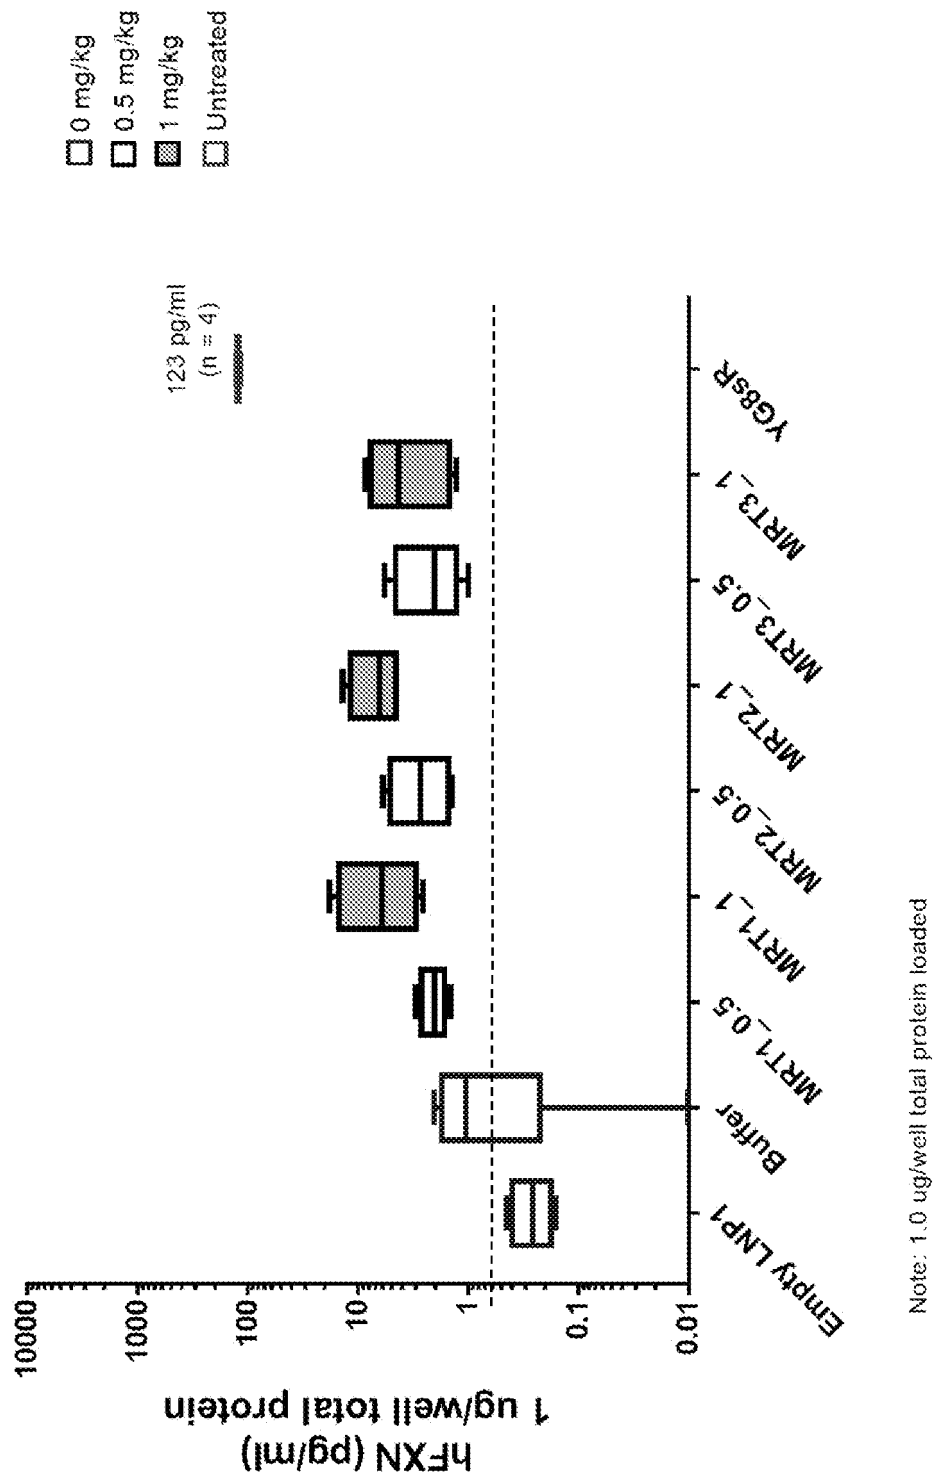 0 mg/kg
0.5 mg/kg
1 mg/kg
Untreated
123 pg/ml
(n = 4)
hFXN (pg/ml)
1 ug/well total protein
10000
1000
100
10
1
0.1
0.01
Empty LNP1
Buffer
MRT1_0.5
MRT1_1
MRT2_0.5
MRT2_1
MRT3_0.5
MRT3_1
YG8sR
Note: 1.0 ug/well total protein loaded